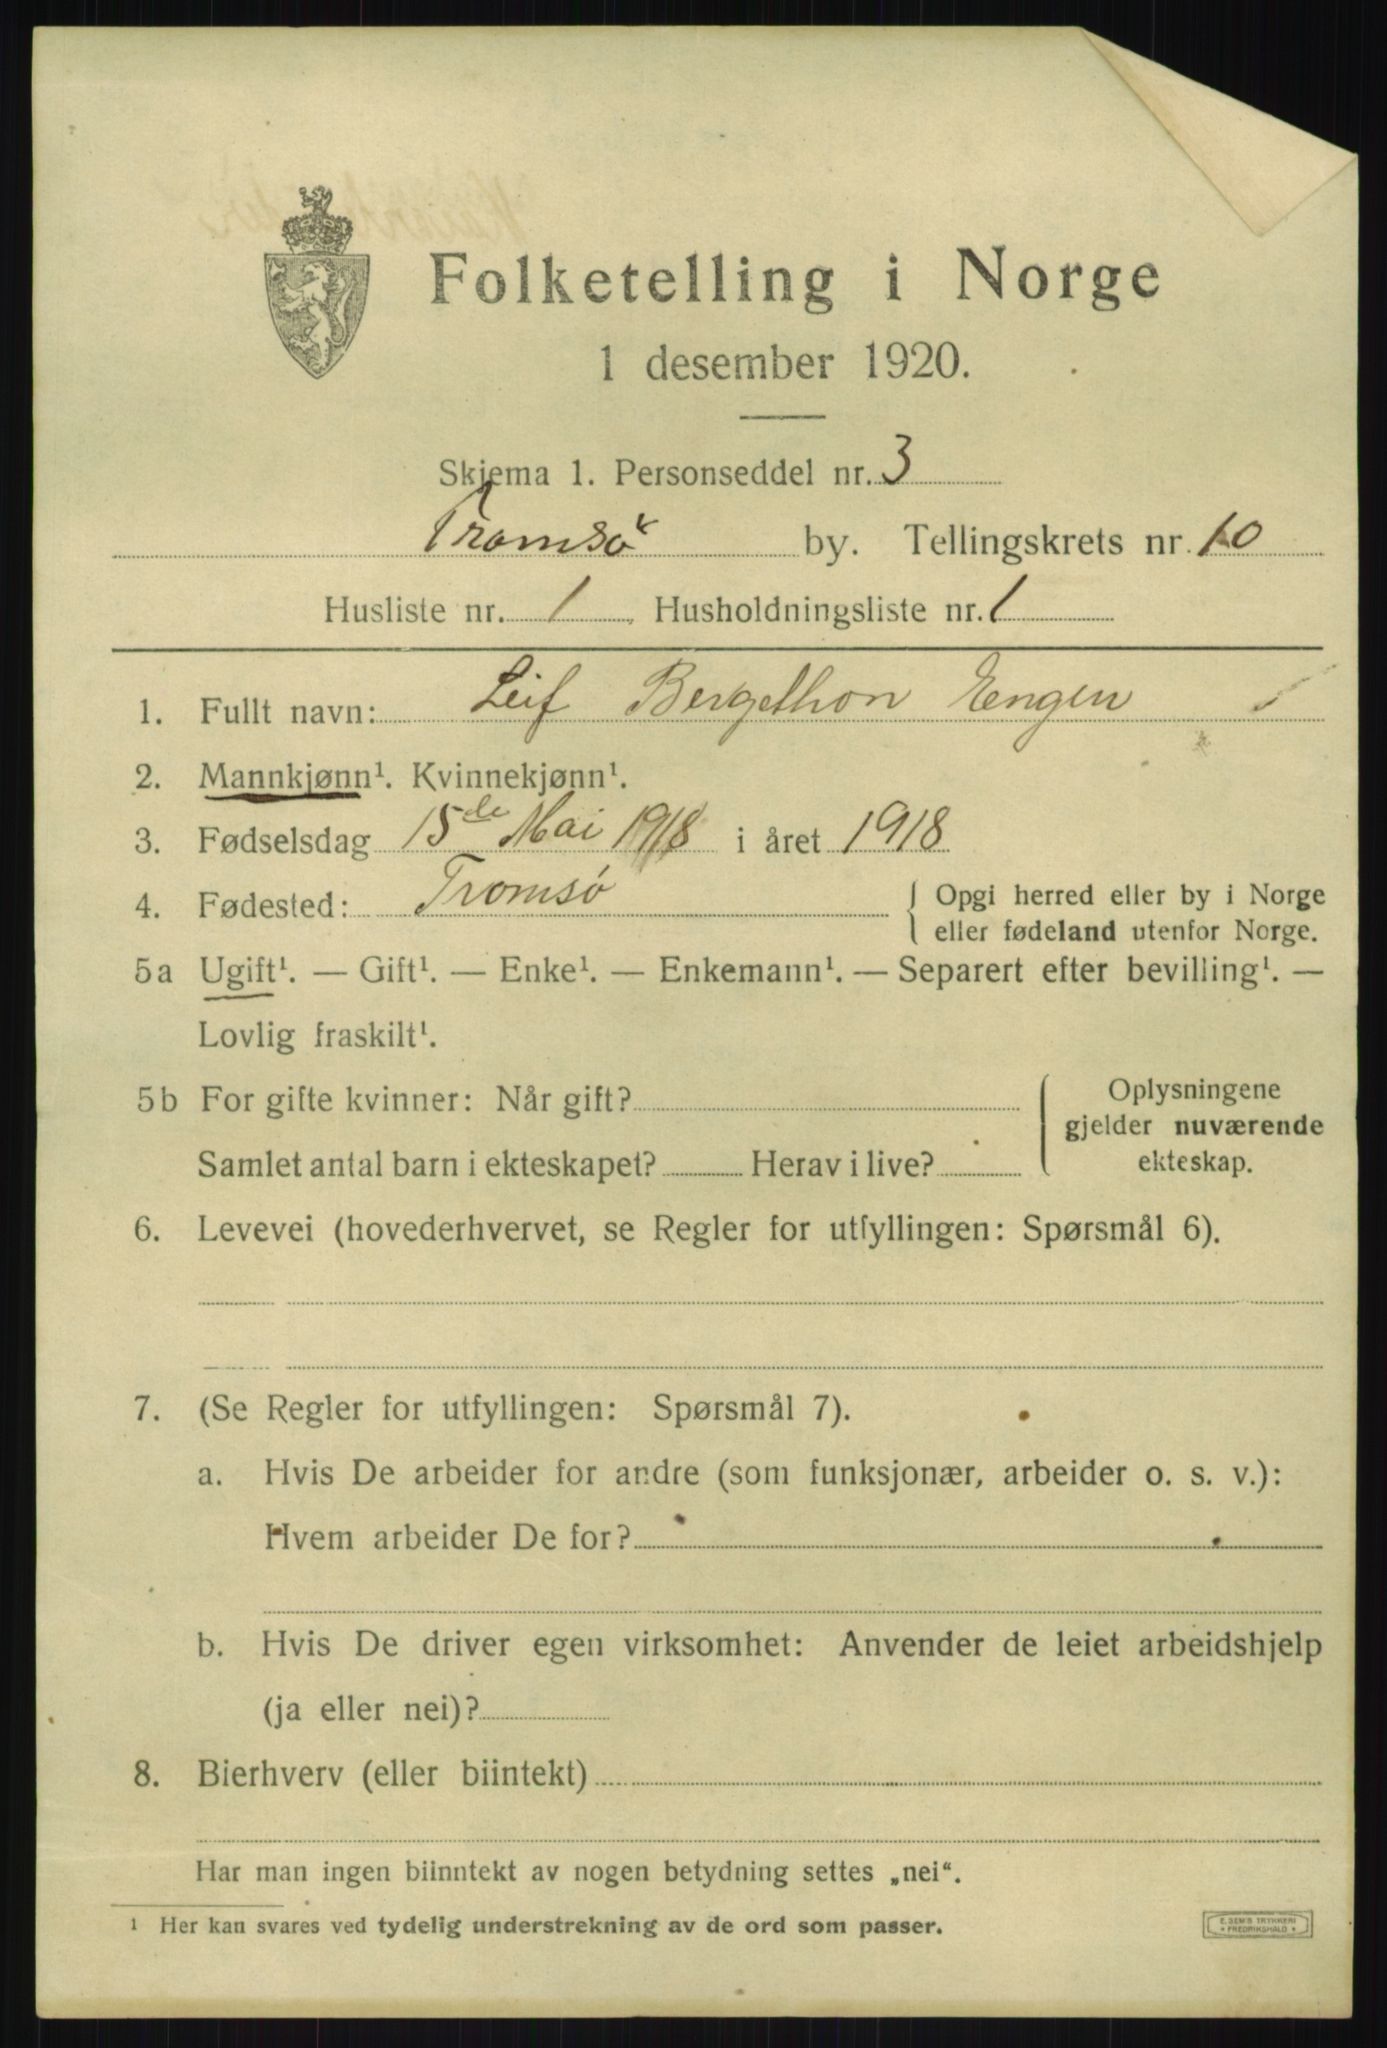 Folketelling i Norge
1 desember 1920.
Skjema 1. Personseddel nr. 3
Tromsø by. Tellingskrets nr. 10
Husliste nr. 1 Husholdningsliste nr. 1
1. Fullt navn: Leif Bergethon Engen
2. Mannkjønn¹. Kvinnekjønn¹.
3. Fødselsdag 15de Mai 1918 i året 1918
4. Fødested: Tromsø { Opgi herred eller by i Norge
eller fødeland utenfor Norge.
5a Ugift¹. — Gift¹. — Enke¹. — Enkemann¹. — Separert efter bevilling¹. —
Lovlig fraskilt¹.
5b For gifte kvinner: Når gift? { Oplysningene
gjelder nuværende
Samlet antal barn i ekteskapet? Herav i live? ekteskap.
6. Levevei (hovederhvervet, se Regler for utfyllingen: Spørsmål 6).
7. (Se Regler for utfyllingen: Spørsmål 7).
a. Hvis De arbeider for andre (som funksjonær, arbeider o. s. v.):
Hvem arbeider De for?
b. Hvis De driver egen virksomhet: Anvender de leiet arbeidshjelp
(ja eller nei)?
8. Bierhverv (eller biintekt)
Har man ingen biinntekt av nogen betydning settes „nei“.
¹ Her kan svares ved tydelig understrekning av de ord som passer.
E. SEM'S TRYKKERI
FREDRIKSHALD